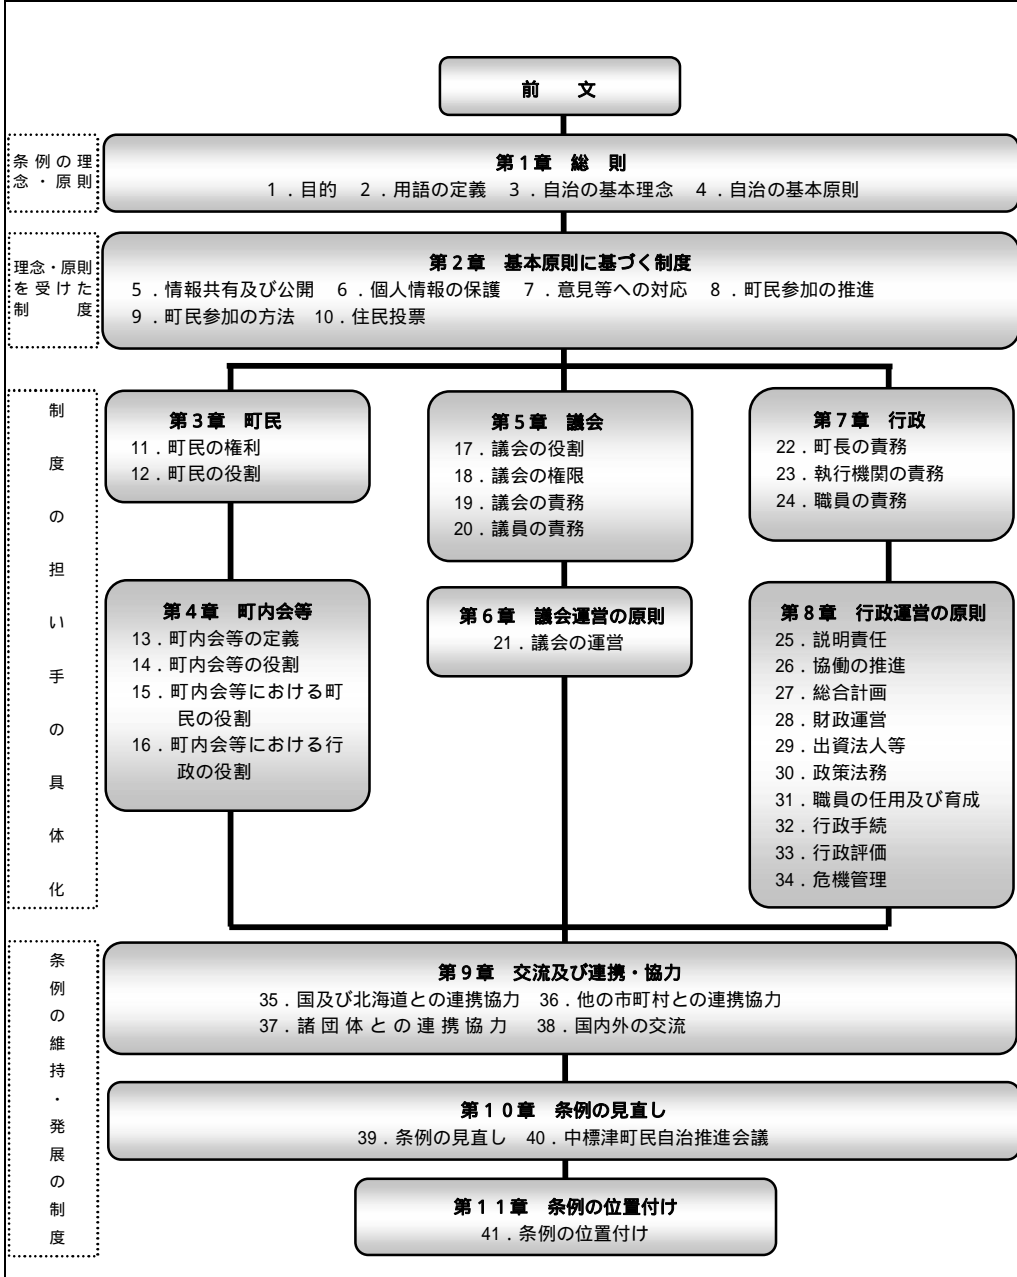 前　文
条例の理
念・原則
第１章　総　則
1．目的　2．用語の定義　3．自治の基本理念　4．自治の基本原則
理念・原則
を受けた
制度
第２章　基本原則に基づく制度
5．情報共有及び公開　6．個人情報の保護　7．意見等への対応　8．町民参加の推進
9．町民参加の方法　10．住民投票
制度の担い手の具体化
第３章　町民
11．町民の権利
12．町民の役割
第４章　町内会等
13．町内会等の定義
14．町内会等の役割
15．町内会等における町
民の役割
16．町内会等における行
政の役割
第５章　議会
17．議会の役割
18．議会の権限
19．議会の責務
20．議員の責務
第６章　議会運営の原則
21．議会の運営
第７章　行政
22．町長の責務
23．執行機関の責務
24．職員の責務
第８章　行政運営の原則
25．説明責任
26．協働の推進
27．総合計画
28．財政運営
29．出資法人等
30．政策法務
31．職員の任用及び育成
32．行政手続
33．行政評価
34．危機管理
条例の維持・発展の制度
第９章　交流及び連携・協力
35．国及び北海道との連携協力　36．他の市町村との連携協力
37．諸団体との連携協力　38．国内外の交流
第１０章　条例の見直し
39．条例の見直し　40．中標津町民自治推進会議
第１１章　条例の位置付け
41．条例の位置付け